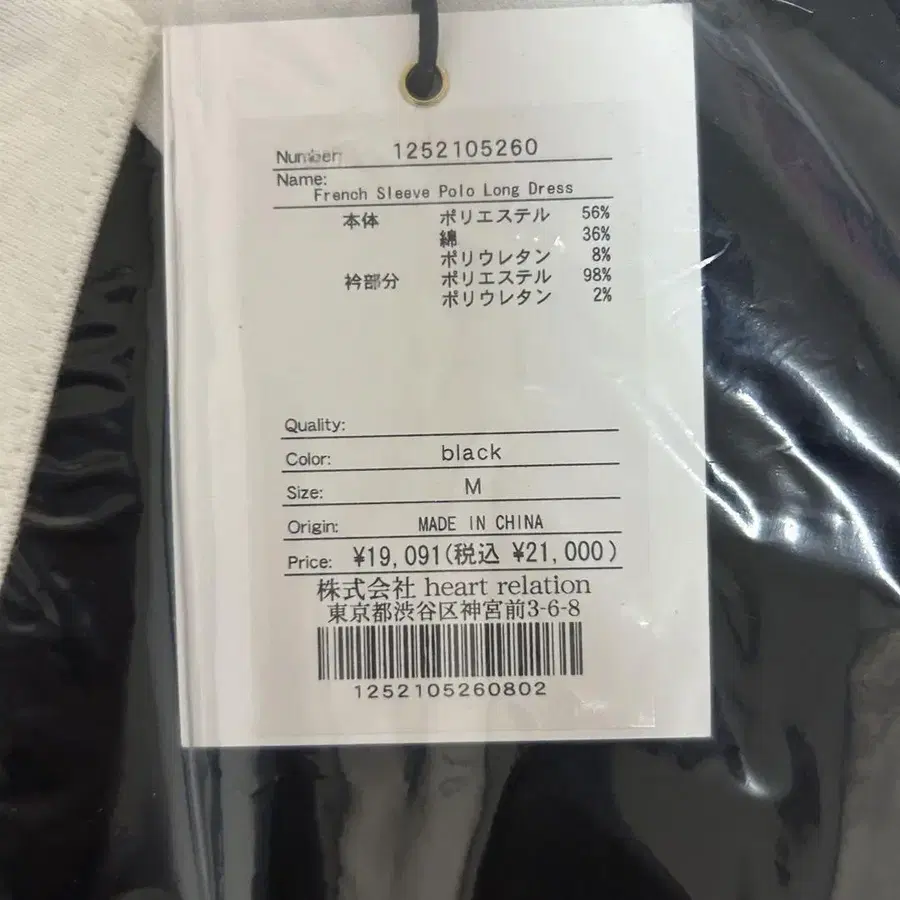 Number: 1252105260
Name:
French Sleeve Polo Long Dress
本体 ポリエステル 56%
綿 36%
ポリウレタン 8%
衿部分 ポリエステル 98%
ポリウレタン 2%
Quality:
Color: black
Size: M
Origin: MADE IN CHINA
Price: ¥19,091(税込 ¥21,000)
株式会社 heart relation
東京都渋谷区神宮前3-6-8
1252105260802